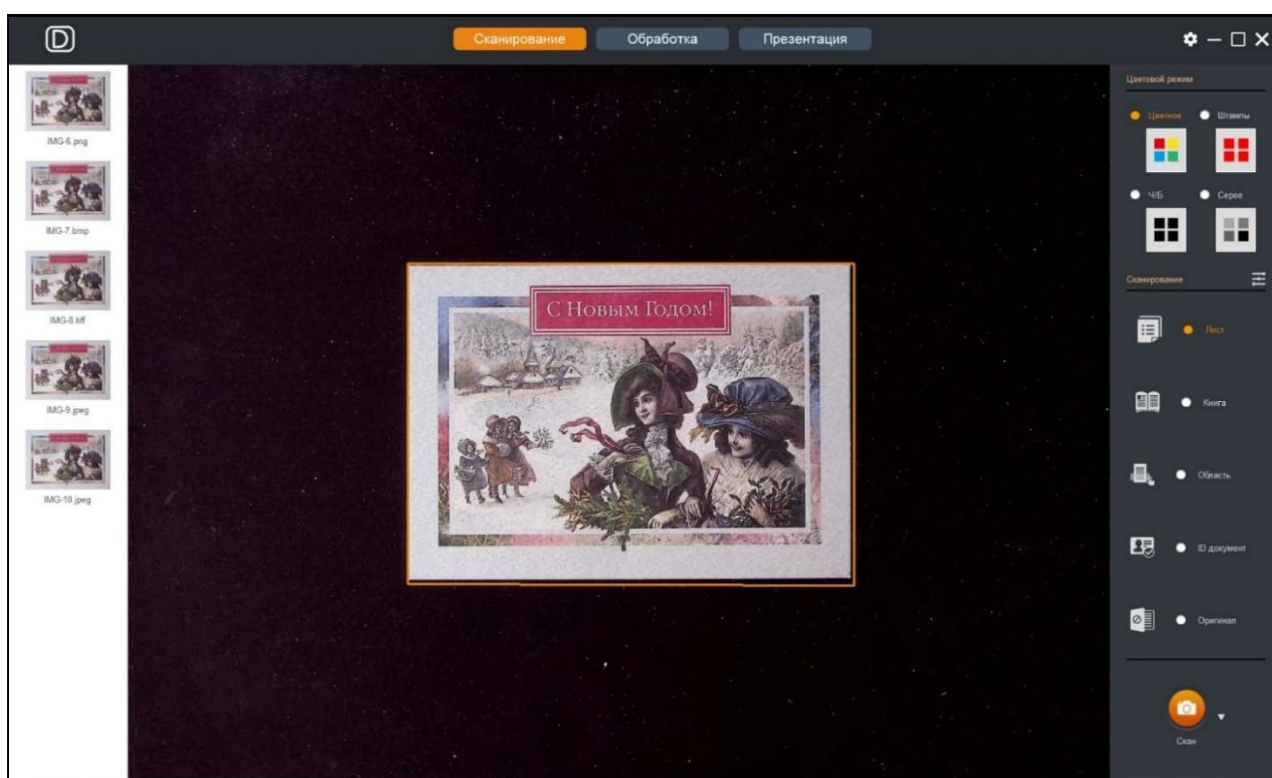 D
Сканирование
Обработка
Презентация
IMG-6.png
IMG-7.bmp
IMG-8.tiff
IMG-9.jpeg
IMG-10.jpeg
С Новым Годом!
Цветовой режим
Цветное
Штампы
Ч/Б
Серое
Сканирование
Лист
Книга
Область
ID документ
Оригинал
Скан